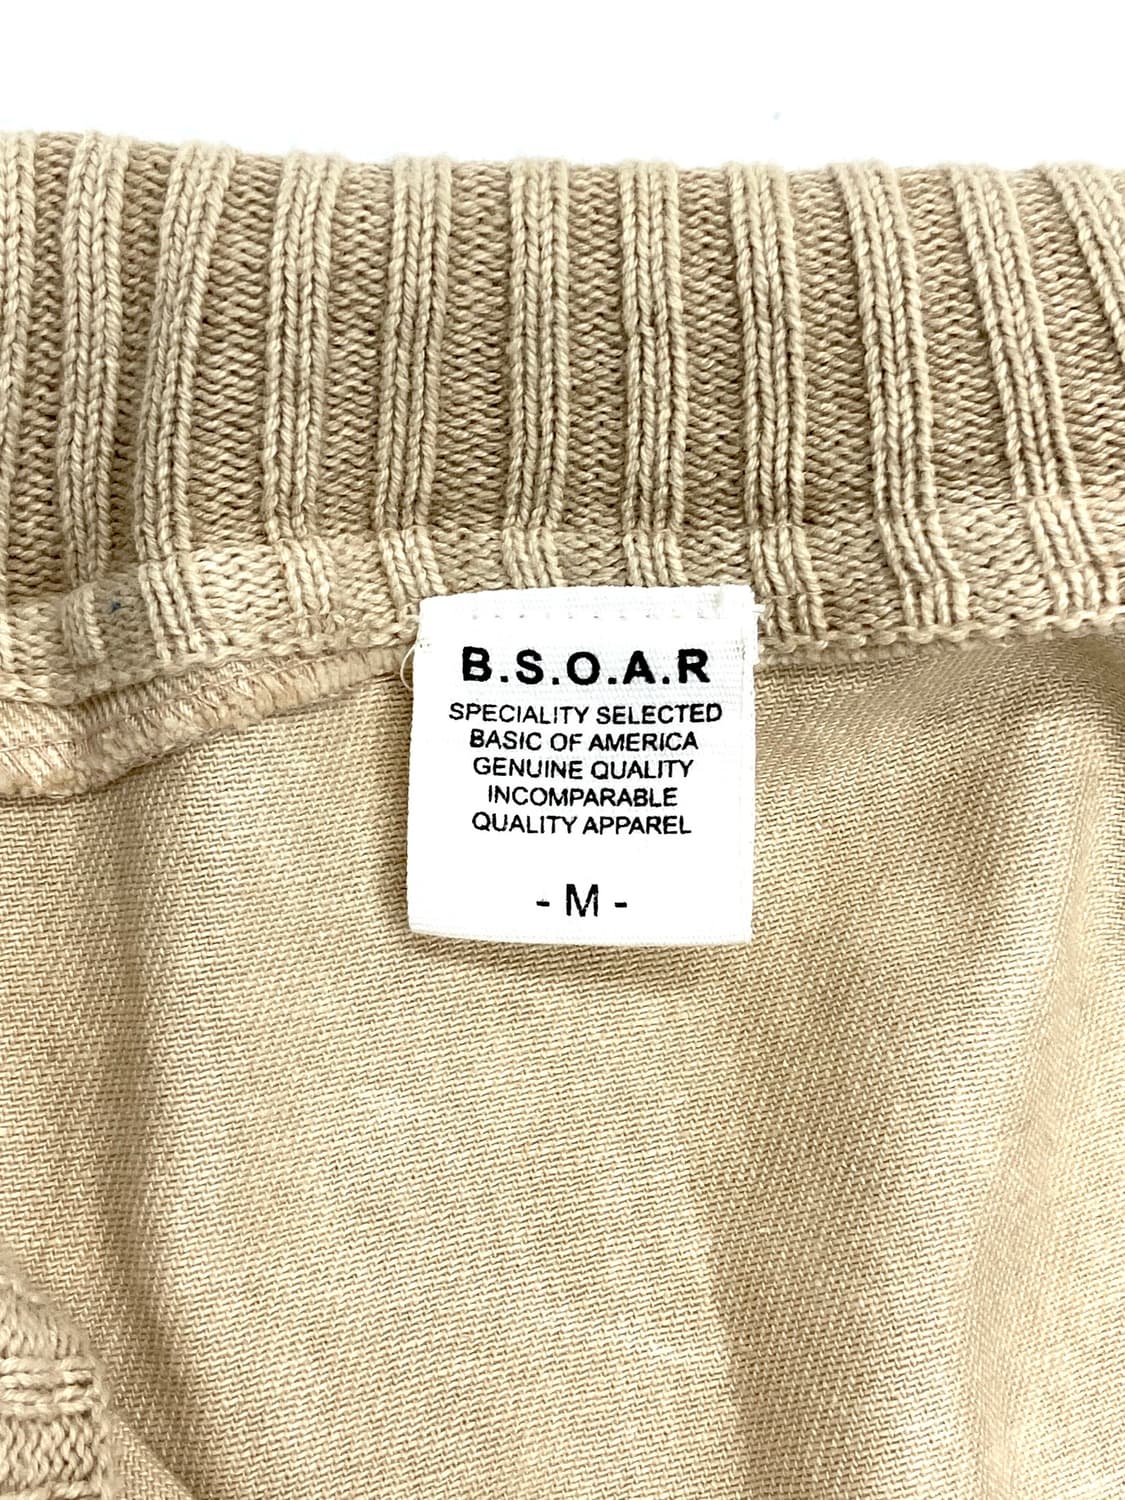 B.S.O.A.R
SPECIALITY SELECTED
BASIC OF AMERICA
GENUINE QUALITY
INCOMPARABLE
QUALITY APPAREL
- M -